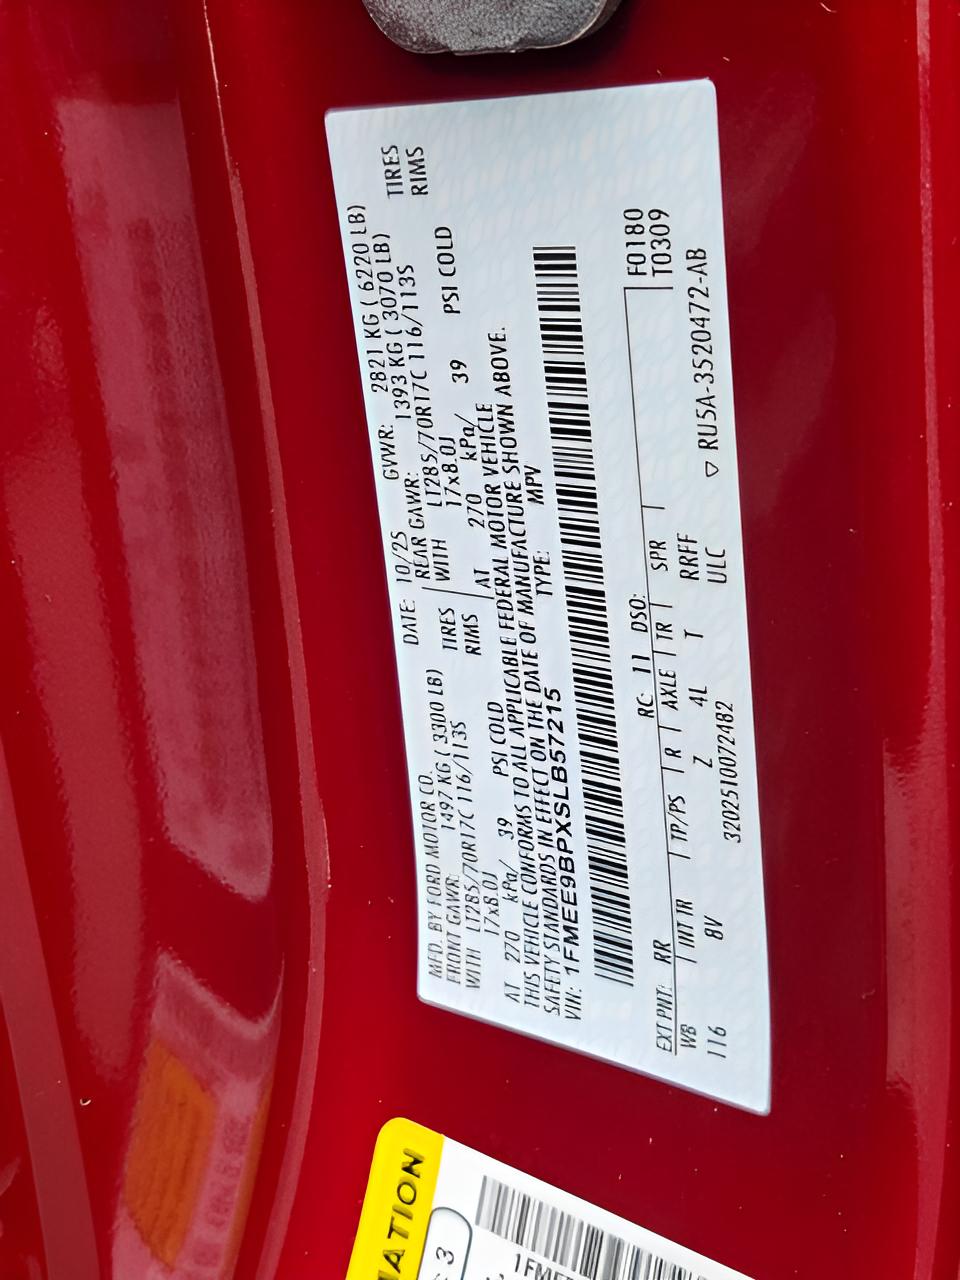 MFD. BY FORD MOTOR CO. DATE: 10/25 GVWR: 2821 KG ( 6220 LB)
FRONT GAWR: 1497 KG ( 3300 LB) REAR GAWR: 1393 KG ( 3070 LB)
WITH LT285/70R17C 116/113S TIRES WITH LT285/70R17C 116/113S TIRES
17x8.0J RIMS 17x8.0J RIMS
AT 270 kPa/ 39 PSI COLD AT 270 kPa/ 39 PSI COLD
THIS VEHICLE CONFORMS TO ALL APPLICABLE FEDERAL MOTOR VEHICLE
SAFETY STANDARDS IN EFFECT ON THE DATE OF MANUFACTURE SHOWN ABOVE.
VIN: 1FMEE9BPXSLB57215 TYPE: MPV
F0180
T0309
EXT PNT: RR RC: 11 DSO:
WB INT TR TP/PS R AXLE TR SPR
116 8V Z 4L T RRFF
ULC
3202510072482 ▽ RU5A-3520472-AB
MATION
3
1FMEE